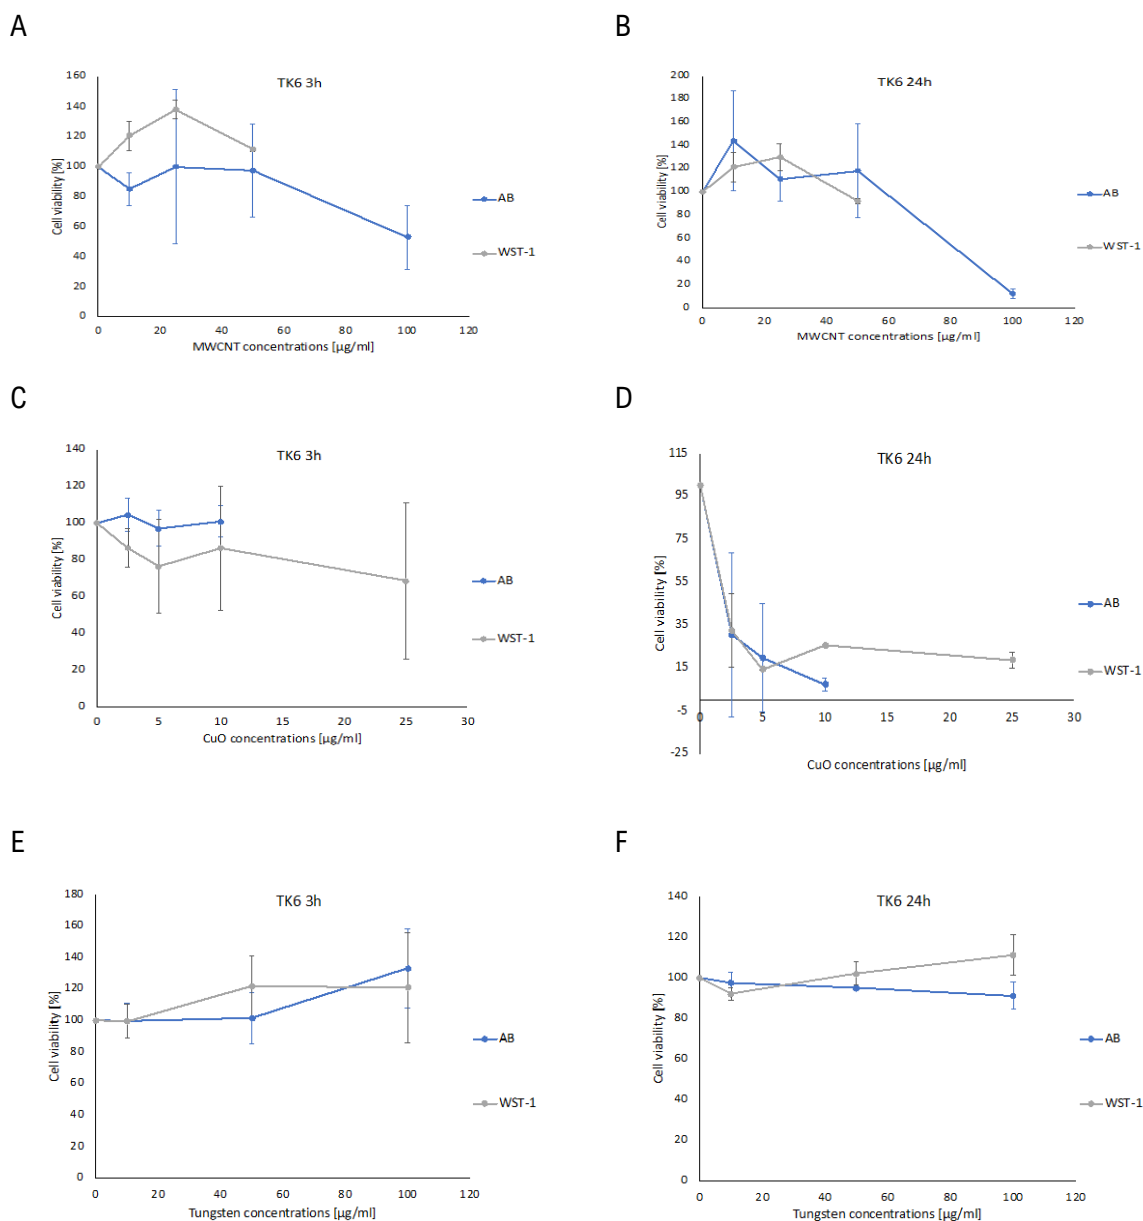 A
TK6 3h
160
140
120
100
80
60
40
20
0
Cell viability [%]
0 20 40 60 80 100 120
MWCNT concentrations [µg/ml]
AB
WST-1
B
TK6 24h
200
180
160
140
120
100
80
60
40
20
0
Cell viability [%]
0 20 40 60 80 100 120
MWCNT concentrations [µg/ml]
AB
WST-1
C
TK6 3h
140
120
100
80
60
40
20
0
Cell viability [%]
0 5 10 15 20 25 30
CuO concentrations [µg/ml]
AB
WST-1
D
TK6 24h
115
95
75
55
35
15
-5
-25
Cell viability [%]
0 5 10 15 20 25 30
CuO concentrations [µg/ml]
AB
WST-1
E
TK6 3h
180
160
140
120
100
80
60
40
20
0
Cell viability [%]
0 20 40 60 80 100 120
Tungsten concentrations [µg/ml]
AB
WST-1
F
TK6 24h
140
120
100
80
60
40
20
0
Cell viability [%]
0 20 40 60 80 100 120
Tungsten concentrations [µg/ml]
AB
WST-1